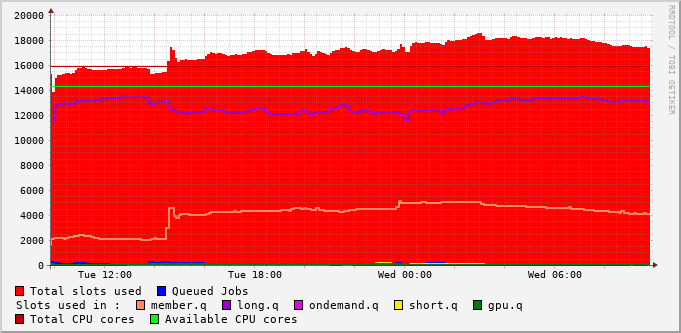 20000
18000
16000
14000
12000
10000
8000
6000
4000
2000
0
Tue 12:00 Tue 18:00 Wed 00:00 Wed 06:00
RRDTOOL / TOBI OETIKER
Total slots used Queued Jobs
Slots used in : member.q long.q ondemand.q short.q gpu.q
Total CPU cores Available CPU cores